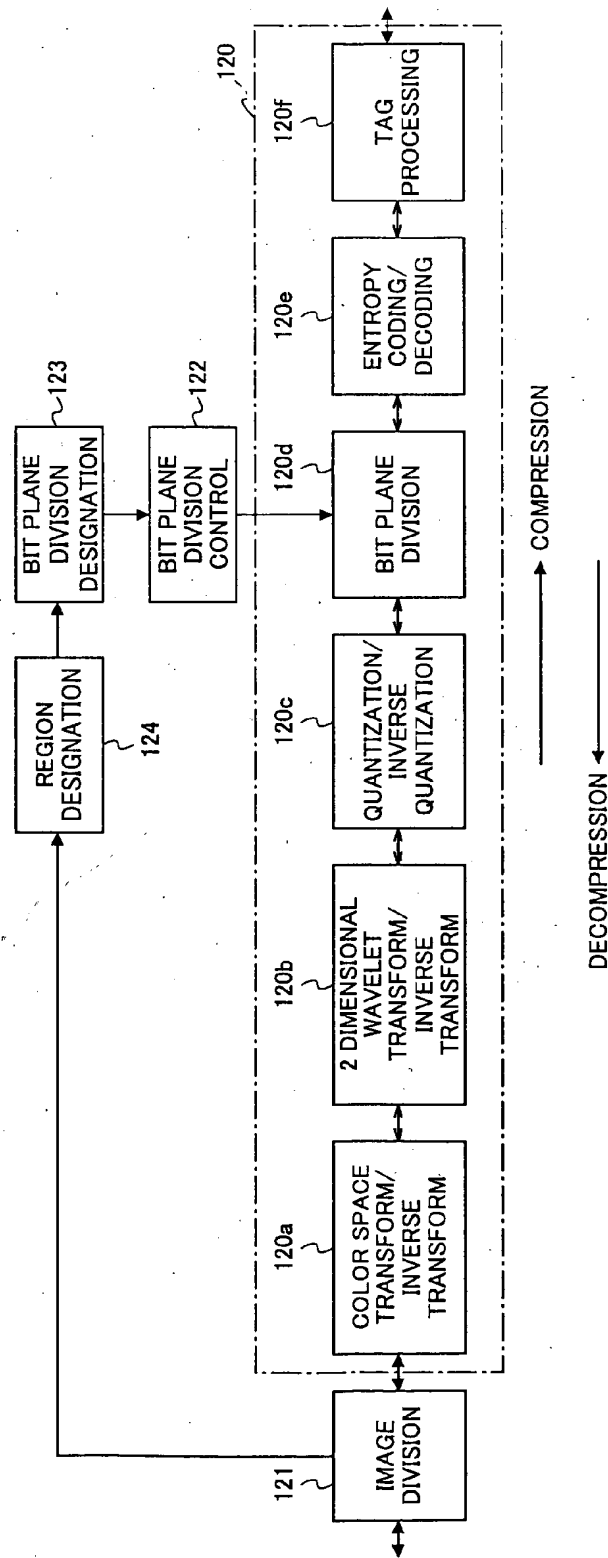 121
IMAGE
DIVISION
120
120a
COLOR SPACE
TRANSFORM/
INVERSE
TRANSFORM
120b
2 DIMENSIONAL
WAVELET
TRANSFORM/
INVERSE
TRANSFORM
120c
QUANTIZATION/
INVERSE
QUANTIZATION
120d
BIT PLANE
DIVISION
120e
ENTROPY
CODING/
DECODING
120f
TAG
PROCESSING
REGION
DESIGNATION
124
BIT PLANE
DIVISION
DESIGNATION
123
BIT PLANE
DIVISION
CONTROL
122
COMPRESSION
DECOMPRESSION